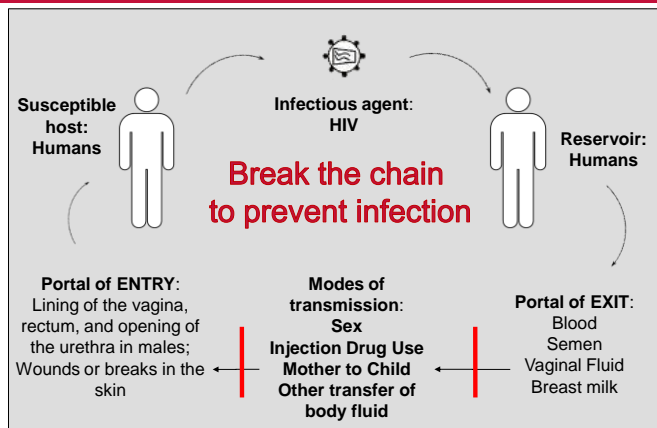 Infectious agent:
HIV
Susceptible
host:
Humans
Reservoir:
Humans
Break the chain
to prevent infection
Portal of ENTRY:
Lining of the vagina,
rectum, and opening of
the urethra in males;
Wounds or breaks in the
skin
Modes of
transmission:
Sex
Injection Drug Use
Mother to Child
Other transfer of
body fluid
Portal of EXIT:
Blood
Semen
Vaginal Fluid
Breast milk